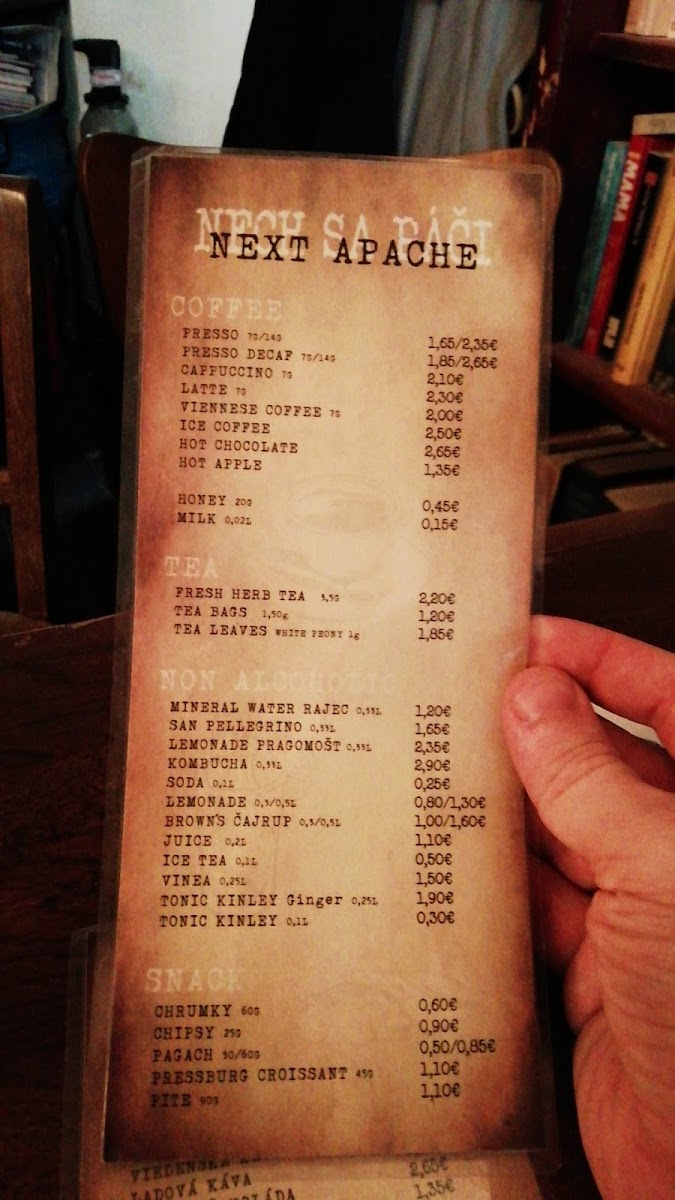 NECH SA PÁČI
NEXT APACHE
COFFEE
PRESSO 7G/14G 1,65/2,35€
PRESSO DECAF 7G/14G 1,85/2,65€
CAPPUCCINO 7G 2,10€
LATTE 7G 2,30€
VIENNESE COFFEE 7G 2,00€
ICE COFFEE 2,50€
HOT CHOCOLATE 2,65€
HOT APPLE 1,35€
HONEY 20G 0,45€
MILK 0,02L 0,15€
TEA
FRESH HERB TEA 3,5G 2,20€
TEA BAGS 1,50g 1,20€
TEA LEAVES WHITE PEONY 1g 1,85€
NON ALCOHOLIC
MINERAL WATER RAJEC 0,33L 1,20€
SAN PELLEGRINO 0,33L 1,65€
LEMONADE PRAGOMOŠT 0,33L 2,35€
KOMBUCHA 0,33L 2,90€
SODA 0,1L 0,25€
LEMONADE 0,3/0,5L 0,80/1,30€
BROWN'S ČAJRUP 0,3/0,5L 1,00/1,60€
JUICE 0,2L 1,10€
ICE TEA 0,1L 0,50€
VINEA 0,25L 1,50€
TONIC KINLEY Ginger 0,25L 1,90€
TONIC KINLEY 0,1L 0,30€
SNACK
CHRUMKY 60G 0,60€
CHIPSY 25G 0,90€
PAGACH 50/60G 0,50/0,85€
PRESSBURG CROISSANT 45G 1,10€
PITE 90G 1,10€
VIEDENSKÁ 2,65€
ĽADOVÁ KÁVA 1,35€
IMAMA